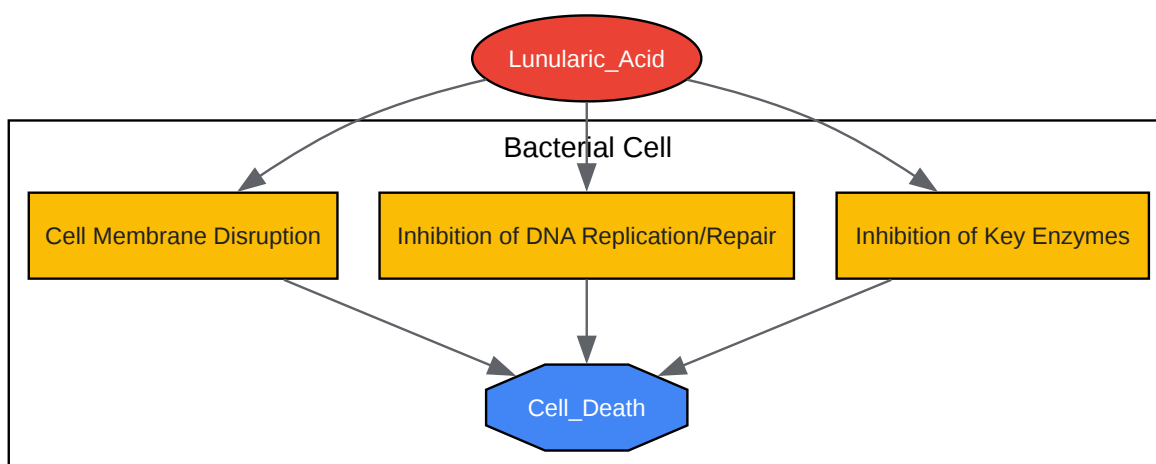 Lunularic_Acid
Bacterial Cell
Cell Membrane Disruption
Inhibition of DNA Replication/Repair
Inhibition of Key Enzymes
Cell_Death